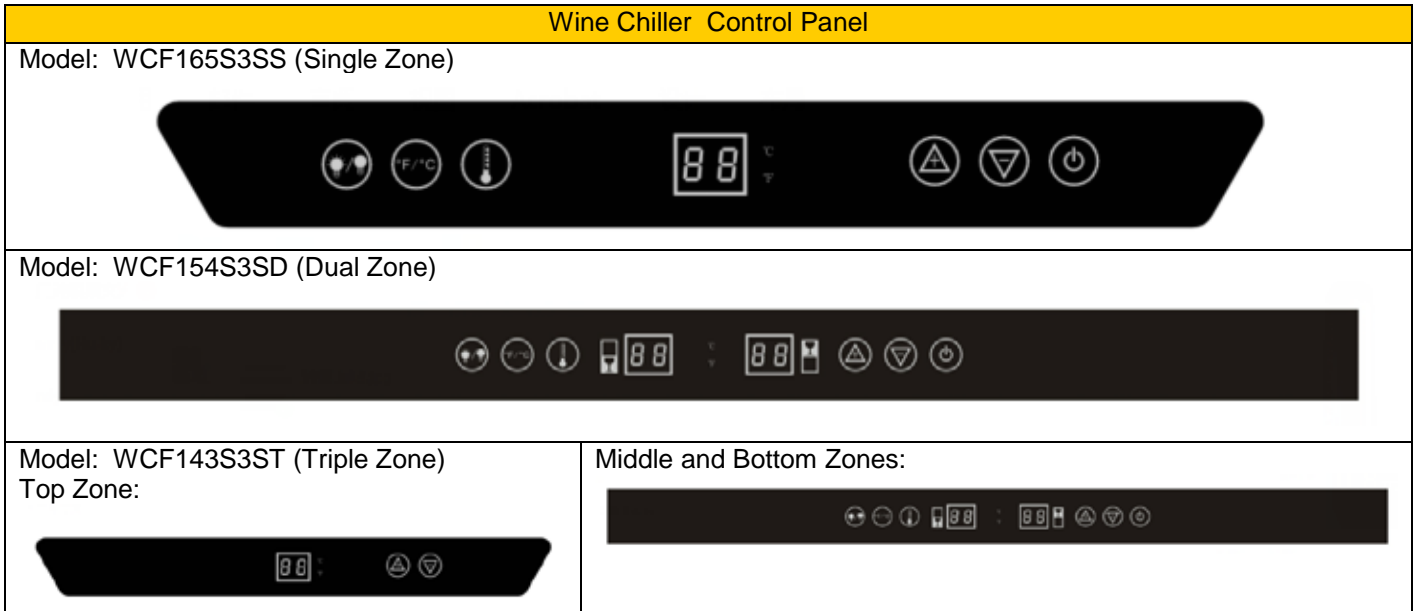 Wine Chiller Control Panel
Model: WCF165S3SS (Single Zone)
°F/°C
88
°C
°F
Model: WCF154S3SD (Dual Zone)
°F/°C
88
°C
°F
88
Model: WCF143S3ST (Triple Zone)
Top Zone:
88
Middle and Bottom Zones:
88
88